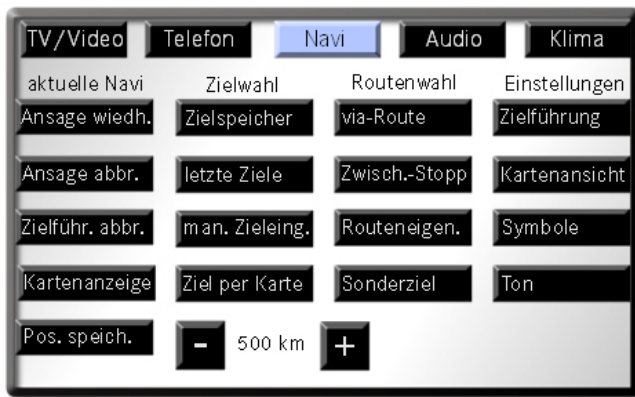 TV/Video Telefon Navi Audio Klima
aktuelle Navi Zielwahl Routenwahl Einstellungen
Ansage wiedh. Zielspeicher via-Route Zielführung
Ansage abbr. letzte Ziele Zwisch.-Stopp Kartenansicht
Zielführ. abbr. man. Zieleing. Routeneigen. Symbole
Kartenanzeige Ziel per Karte Sonderziel Ton
Pos. speich. - 500 km +